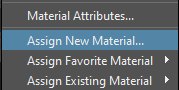 Material Attributes...
Assign New Material...
Assign Favorite Material
Assign Existing Material